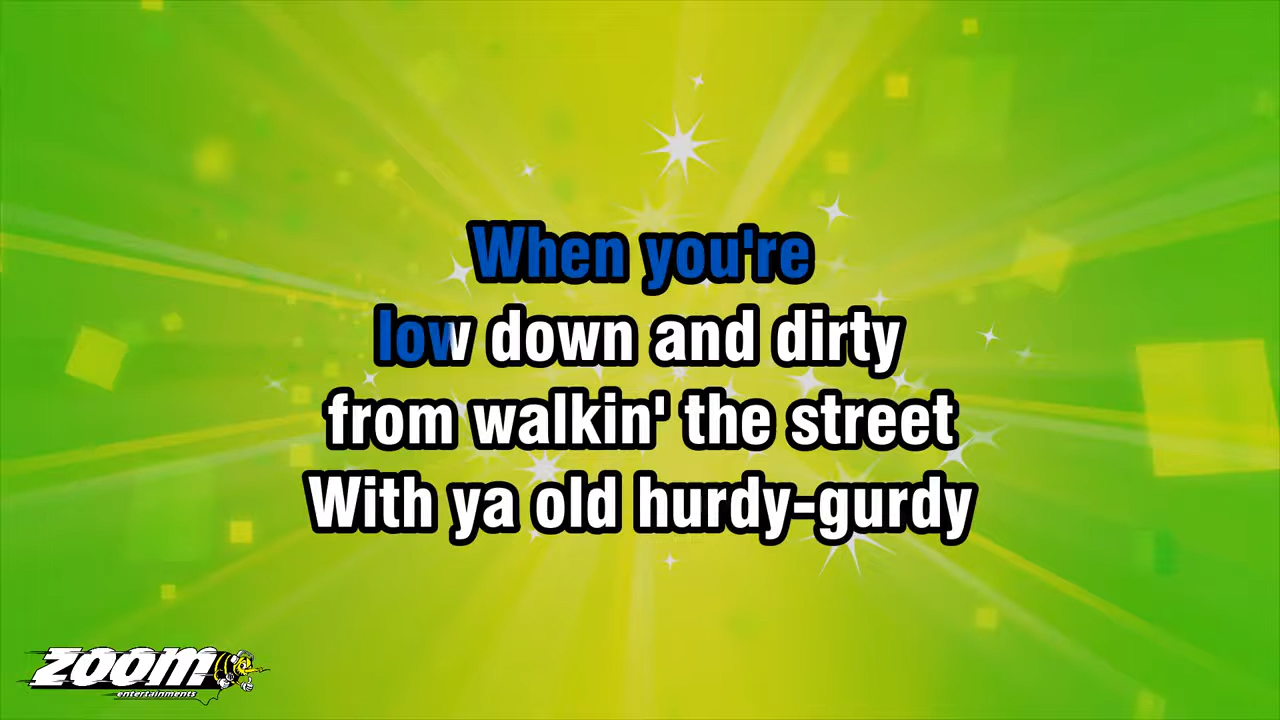 When you're
low down and dirty
from walkin' the street
With ya old hurdy-gurdy
zoom
entertainments